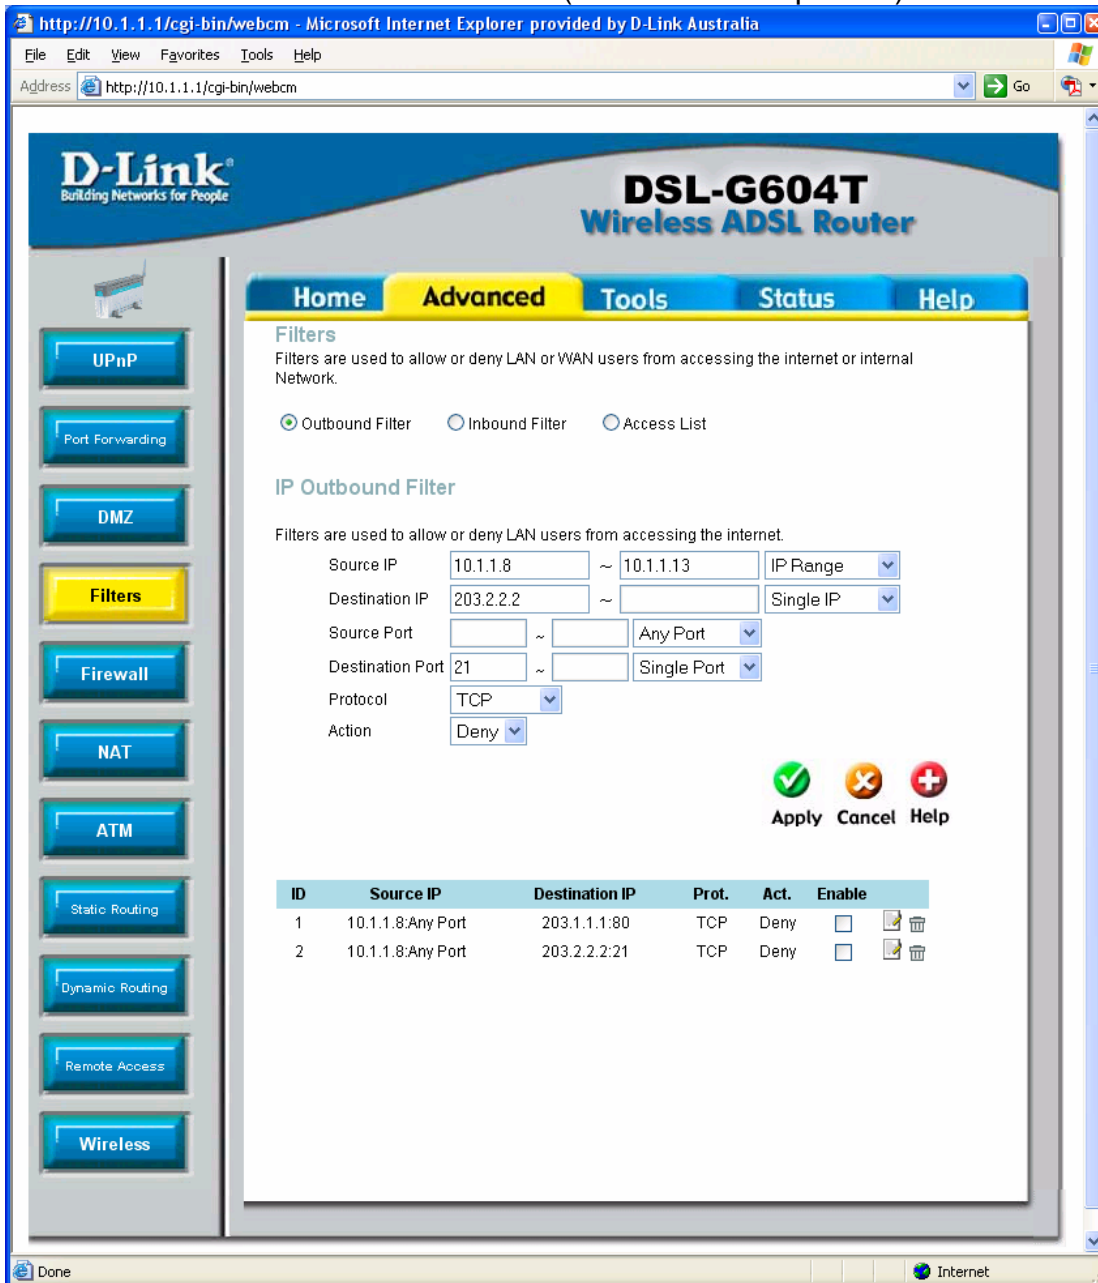 http://10.1.1.1/cgi-bin/webcm - Microsoft Internet Explorer provided by D-Link Australia
File Edit View Favorites Tools Help
Address http://10.1.1.1/cgi-bin/webcm Go
D-Link®
Building Networks for People
DSL-G604T
Wireless ADSL Router
Home Advanced Tools Status Help
UPnP
Port Forwarding
DMZ
Filters
Firewall
NAT
ATM
Static Routing
Dynamic Routing
Remote Access
Wireless
Filters
Filters are used to allow or deny LAN or WAN users from accessing the internet or internal
Network.
Outbound Filter Inbound Filter Access List
IP Outbound Filter
Filters are used to allow or deny LAN users from accessing the internet.
Source IP 10.1.1.8 ~ 10.1.1.13 IP Range
Destination IP 203.2.2.2 ~ Single IP
Source Port ~ Any Port
Destination Port 21 ~ Single Port
Protocol TCP
Action Deny
Apply Cancel Help
ID Source IP Destination IP Prot. Act. Enable
1 10.1.1.8:Any Port 203.1.1.1:80 TCP Deny
2 10.1.1.8:Any Port 203.2.2.2:21 TCP Deny
Done Internet